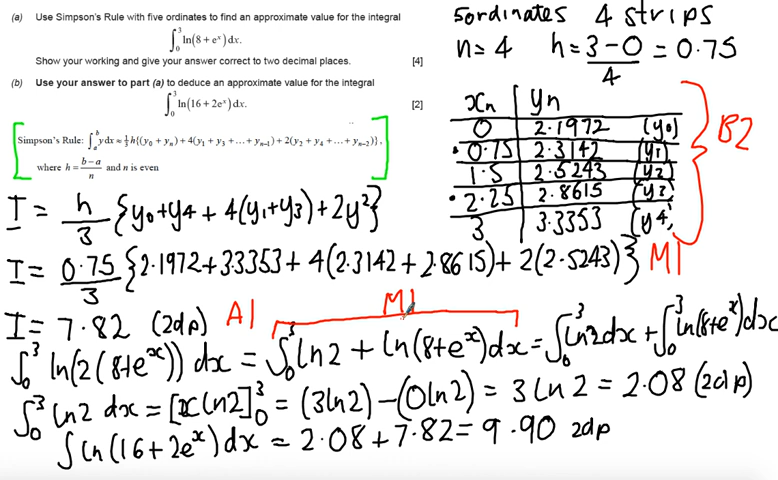 (a) Use Simpson's Rule with five ordinates to find an approximate value for the integral
∫₀³ ln(8 + eˣ) dx.
Show your working and give your answer correct to two decimal places. [4]
(b) Use your answer to part (a) to deduce an approximate value for the integral
∫₀³ ln(16 + 2eˣ) dx. [2]
Simpson's Rule: ∫ₐᵇ y dx ≈ ⅓h{(y₀ + yₙ) + 4(y₁ + y₃ + … + yₙ₋₁) + 2(y₂ + y₄ + … + yₙ₋₂)},
where h = (b − a)/n and n is even
5 ordinates 4 strips
n = 4 h = (3 − 0)/4 = 0.75
xn yn
0 2.1972 (y0)
0.75 2.3142 (y1)
1.5 2.5243 (y2)
2.25 2.8615 (y3)
3 3.3353 (y4)
B2
I = h/3 {y0 + y4 + 4(y1 + y3) + 2y²}
I = 0.75/3 {2.1972 + 3.3353 + 4(2.3142 + 2.8615) + 2(2.5243)} M1
I = 7.82 (2dp) A1
M1
∫₀³ ln(2(8+eˣ)) dx = ∫₀³ ln2 + ln(8+eˣ) dx = ∫₀³ ln2 dx + ∫₀³ ln(8+eˣ) dx
∫₀³ ln2 dx = [x ln2]₀³ = (3ln2) − (0ln2) = 3 ln 2 = 2.08 (2dp)
∫ ln(16 + 2eˣ) dx = 2.08 + 7.82 = 9.90 2dp